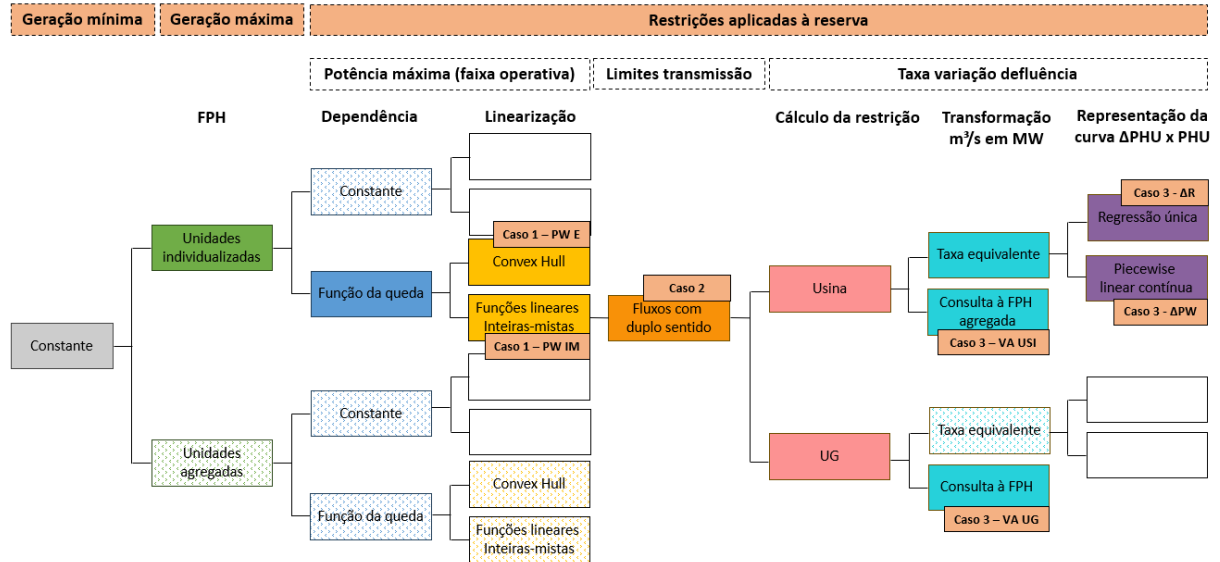 Geração mínima
Geração máxima
Restrições aplicadas à reserva
Potência máxima (faixa operativa)
Limites transmissão
Taxa variação defluência
FPH
Dependência
Linearização
Cálculo da restrição
Transformação
m³/s em MW
Representação da
curva ΔPHU x PHU
Constante
Unidades
individualizadas
Unidades
agregadas
Constante
Função da queda
Constante
Função da queda
Caso 1 – PW E
Convex Hull
Funções lineares
Inteiras-mistas
Caso 1 – PW IM
Convex Hull
Funções lineares
Inteiras-mistas
Caso 2
Fluxos com
duplo sentido
Usina
UG
Taxa equivalente
Consulta à FPH
agregada
Caso 3 – VA USI
Taxa equivalente
Consulta à FPH
Caso 3 – VA UG
Caso 3 - ΔR
Regressão única
Piecewise
linear contínua
Caso 3 - ΔPW